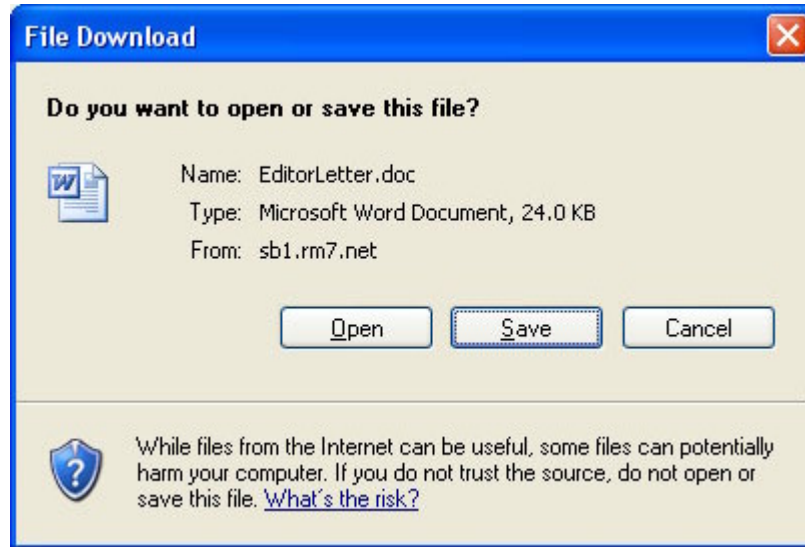 File Download
Do you want to open or save this file?
Name: EditorLetter.doc
Type: Microsoft Word Document, 24.0 KB
From: sb1.rm7.net
Open Save Cancel
While files from the Internet can be useful, some files can potentially
harm your computer. If you do not trust the source, do not open or
save this file. What's the risk?